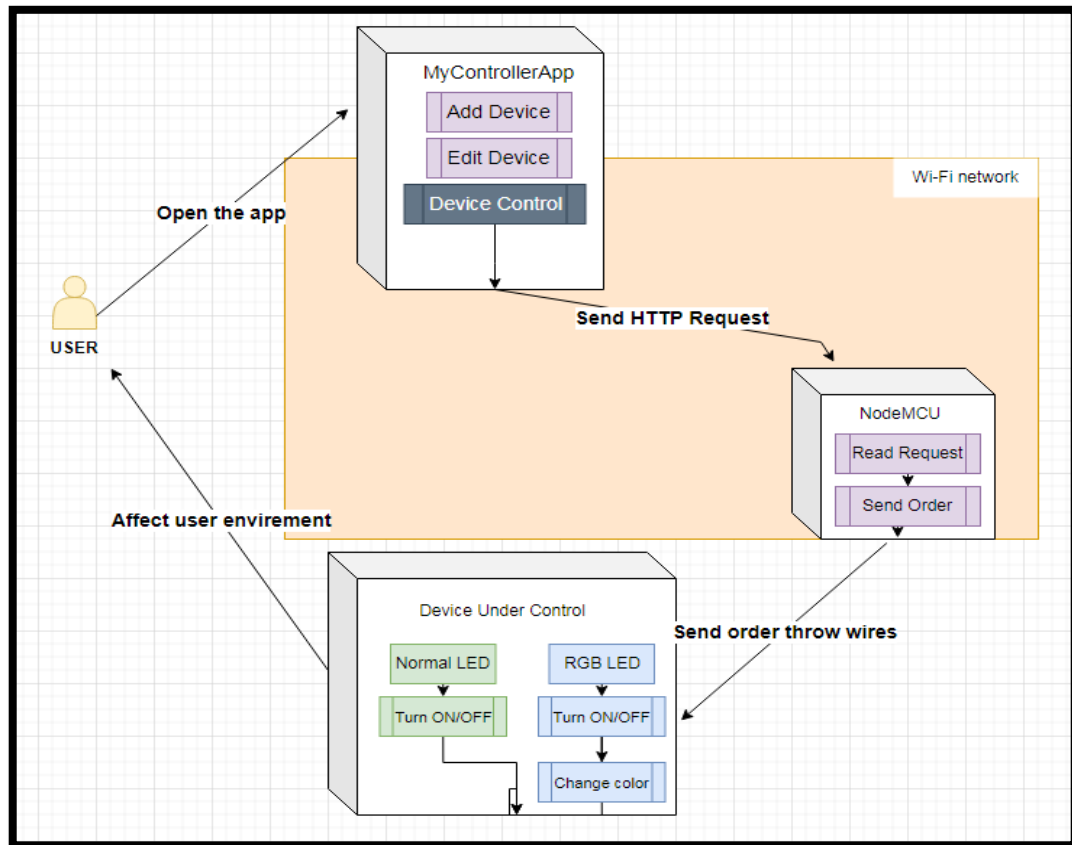 MyControllerApp
Add Device
Edit Device
Device Control
Wi-Fi network
Open the app
USER
Send HTTP Request
NodeMCU
Read Request
Send Order
Affect user envirement
Device Under Control
Send order throw wires
Normal LED
RGB LED
Turn ON/OFF
Turn ON/OFF
Change color